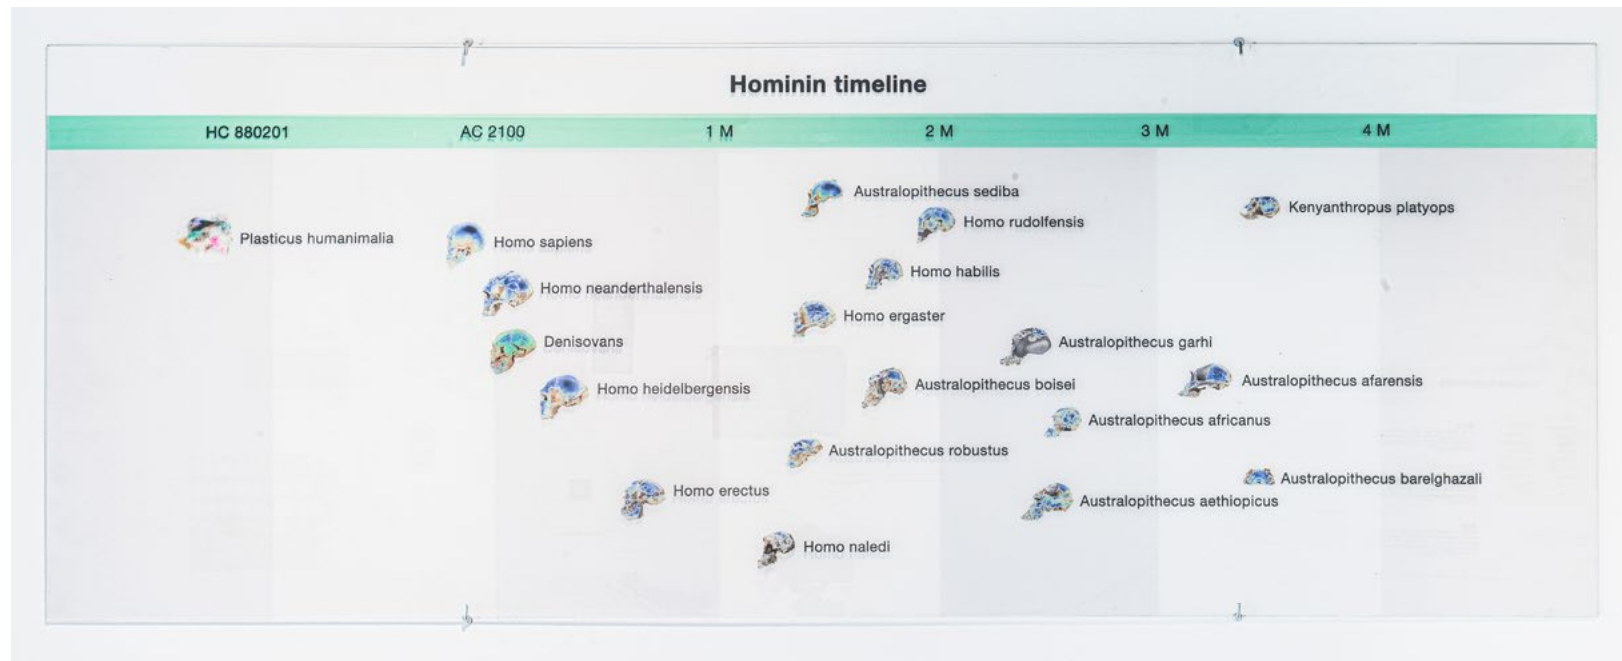 Hominin timeline
HC 880201 AC 2100 1 M 2 M 3 M 4 M
Australopithecus sediba
Kenyanthropus platyops
Homo rudolfensis
Plasticus humanimalia
Homo sapiens
Homo habilis
Homo neanderthalensis
Homo ergaster
Denisovans
Australopithecus garhi
Australopithecus afarensis
Australopithecus boisei
Homo heidelbergensis
Australopithecus africanus
Australopithecus robustus
Australopithecus barelghazali
Homo erectus
Australopithecus aethiopicus
Homo naledi